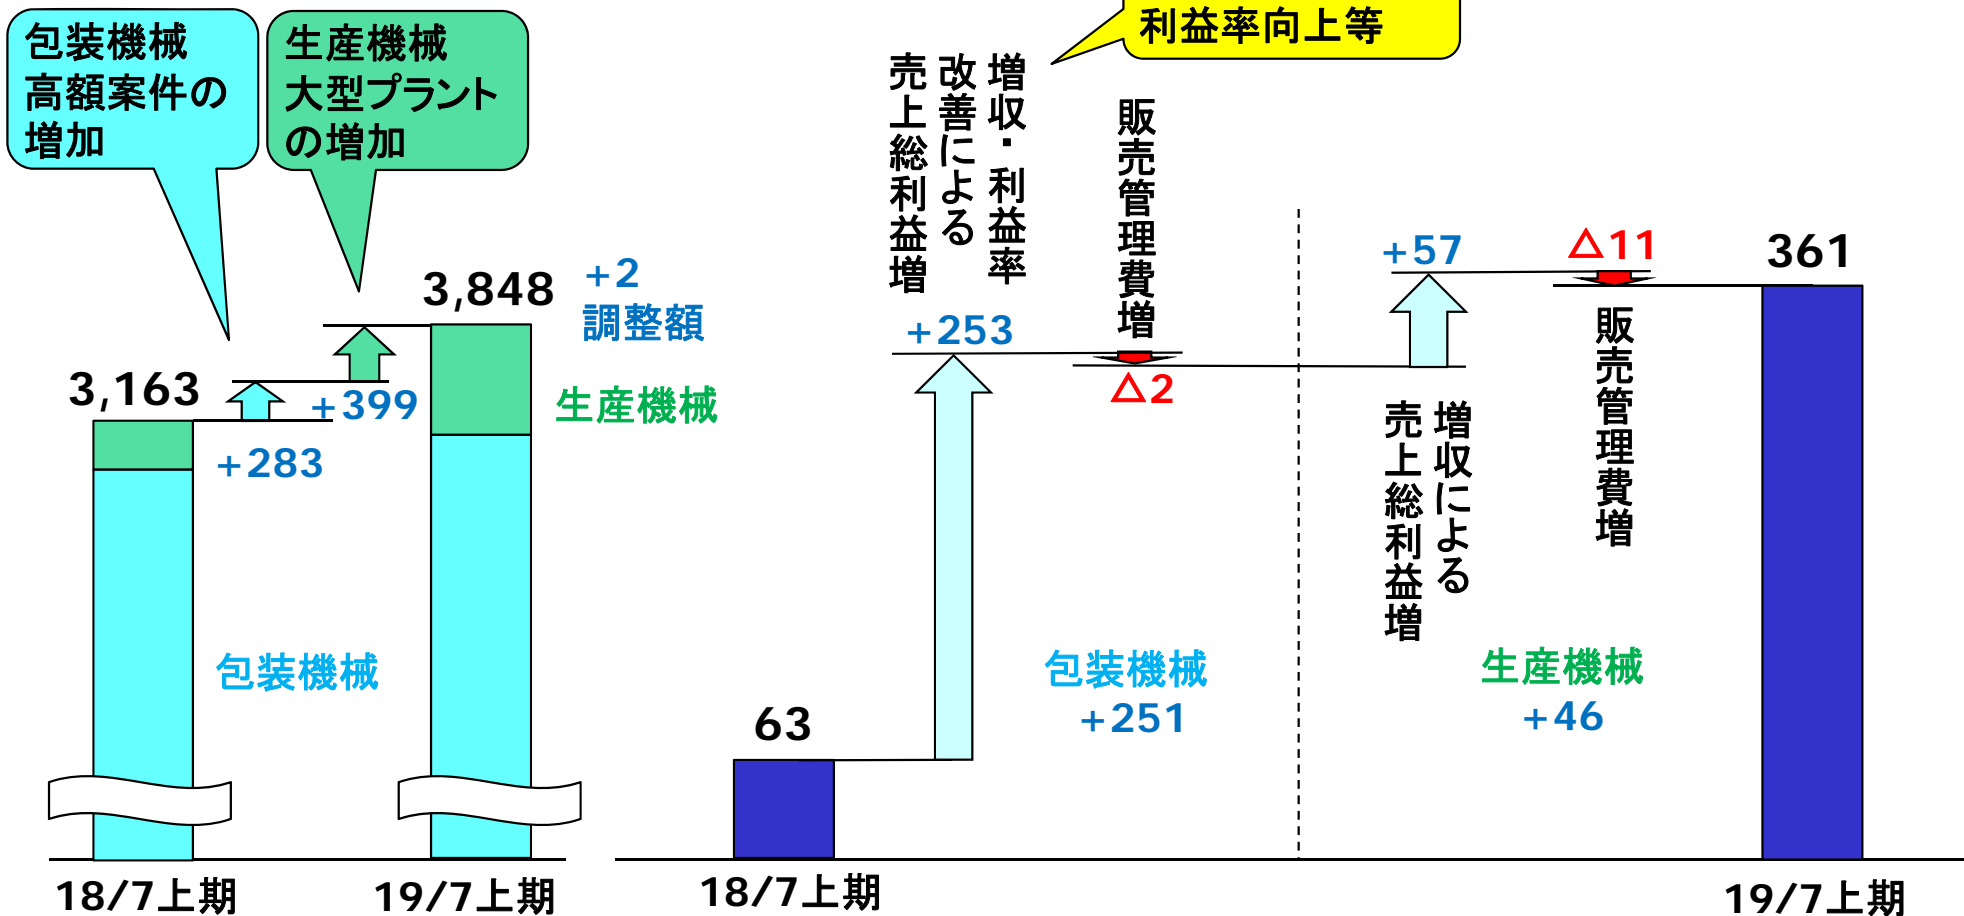 包装機械
高額案件の
増加
生産機械
大型プラント
の増加
3,163
+283
+399
3,848
+2
調整額
生産機械
包装機械
18/7上期
19/7上期
利益率向上等
増収・利益率
改善による
売上総利益増
+253
販売管理費増
△2
63
包装機械
+251
+57
増収による
売上総利益増
△11
販売管理費増
生産機械
+46
361
18/7上期
19/7上期